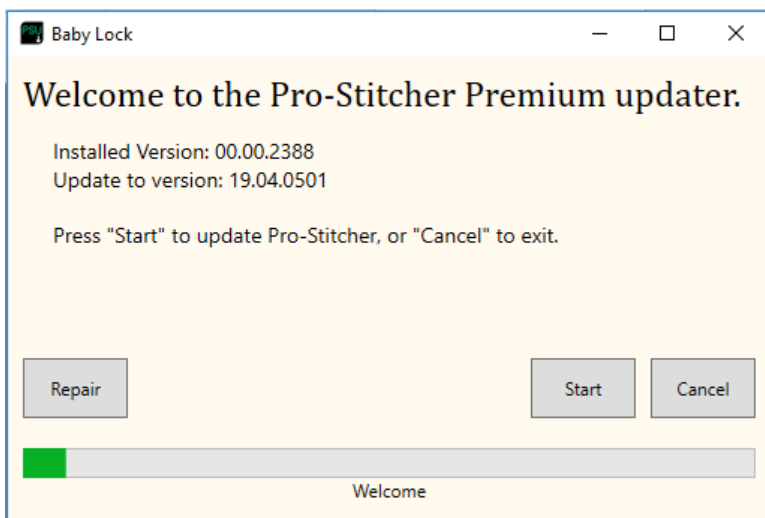 PSU
Baby Lock
Welcome to the Pro-Stitcher Premium updater.
Installed Version: 00.00.2388
Update to version: 19.04.0501
Press "Start" to update Pro-Stitcher, or "Cancel" to exit.
Repair
Start
Cancel
Welcome